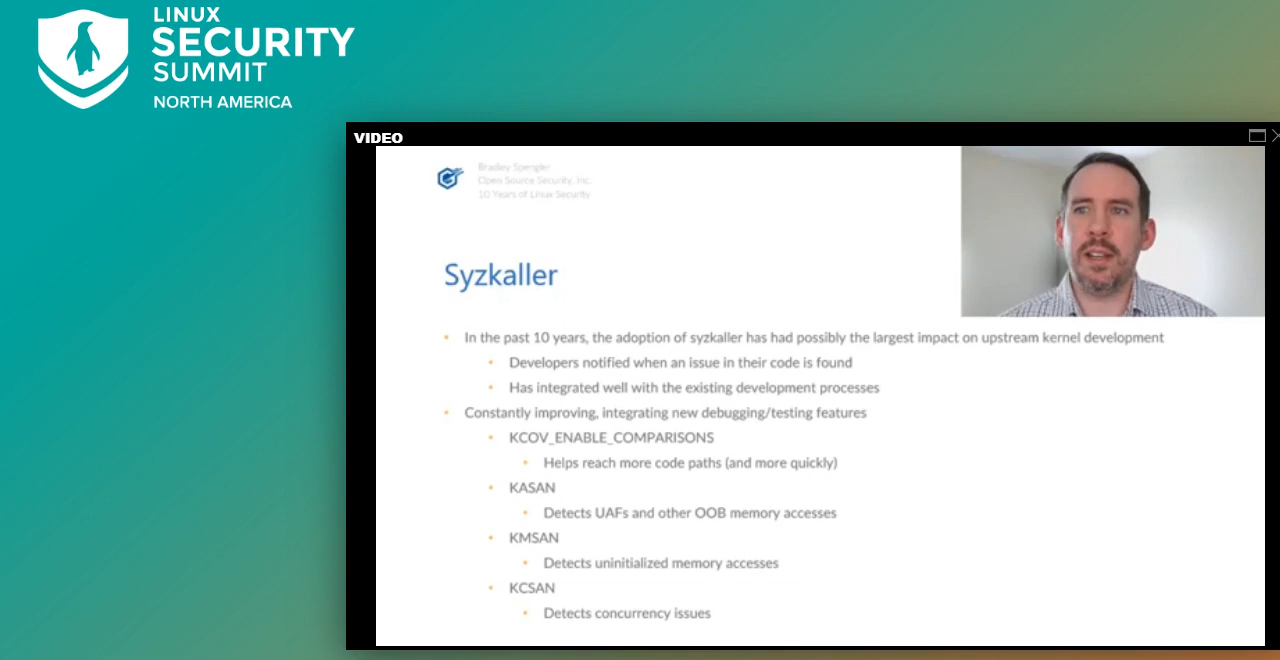 LINUX
SECURITY
SUMMIT
NORTH AMERICA
VIDEO
Bradley Spengler
Open Source Security, Inc.
10 Years of Linux Security
Syzkaller
In the past 10 years, the adoption of syzkaller has had possibly the largest impact on upstream kernel development
Developers notified when an issue in their code is found
Has integrated well with the existing development processes
Constantly improving, integrating new debugging/testing features
KCOV_ENABLE_COMPARISONS
Helps reach more code paths (and more quickly)
KASAN
Detects UAFs and other OOB memory accesses
KMSAN
Detects uninitialized memory accesses
KCSAN
Detects concurrency issues